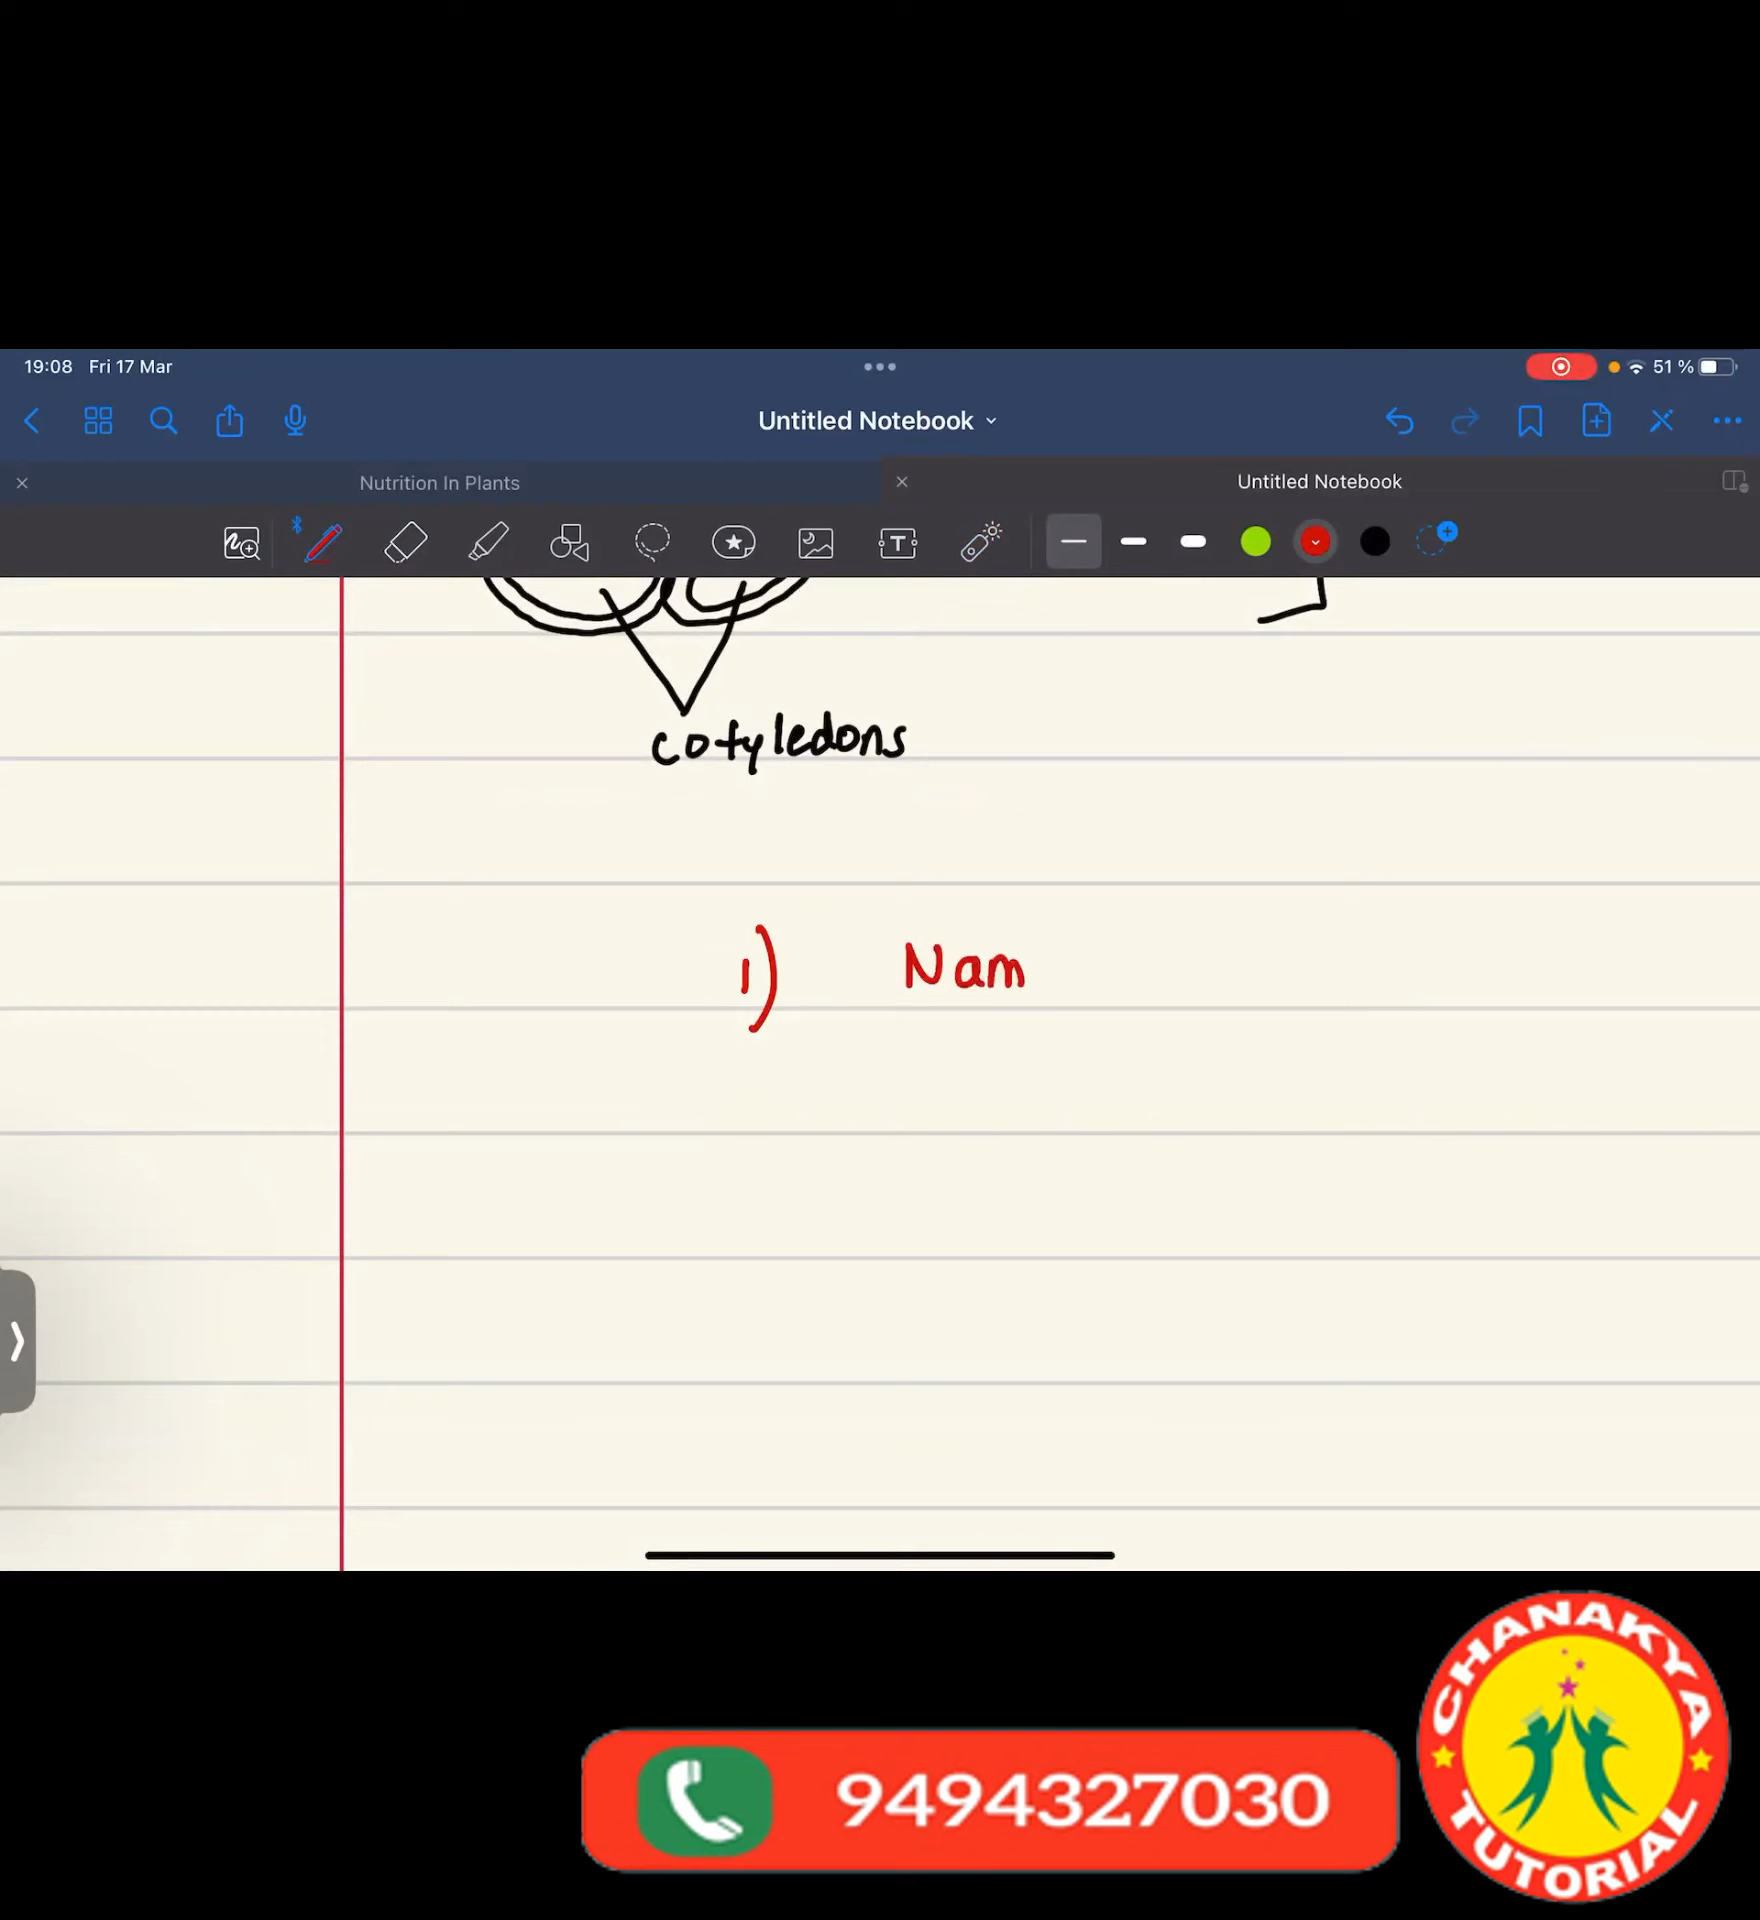 19:08 Fri 17 Mar
51 %
Untitled Notebook
Nutrition In Plants
Untitled Notebook
T
cotyledons
1) Nam
CHANAKYA
TUTORIAL
9494327030